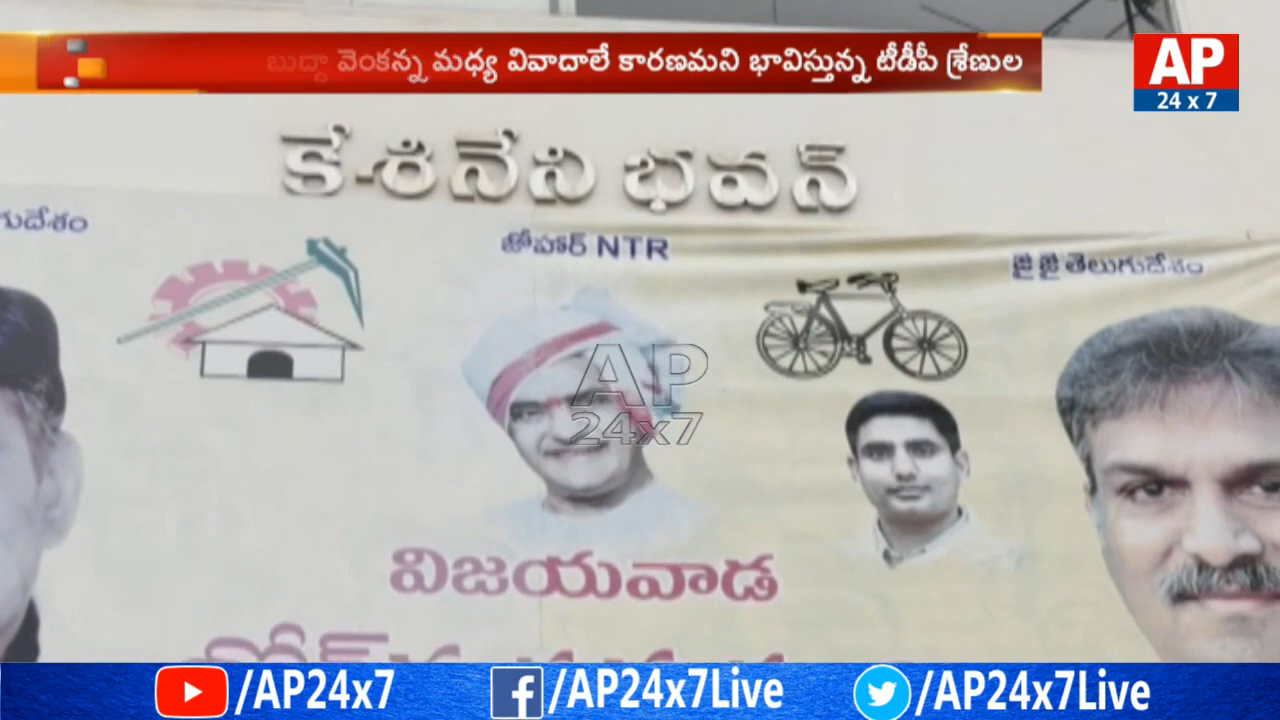 బుద్దా వెంకన్న మధ్య వివాదాలే కారణమని భావిస్తున్న టీడీపీ శ్రేణుల
AP
24 x 7
కేశినేని భవన్
గుదేశం
జోహార్ NTR
జై జై తెలుగుదేశం
AP
24x7
విజయవాడ
/AP24x7
/AP24x7Live
/AP24x7Live